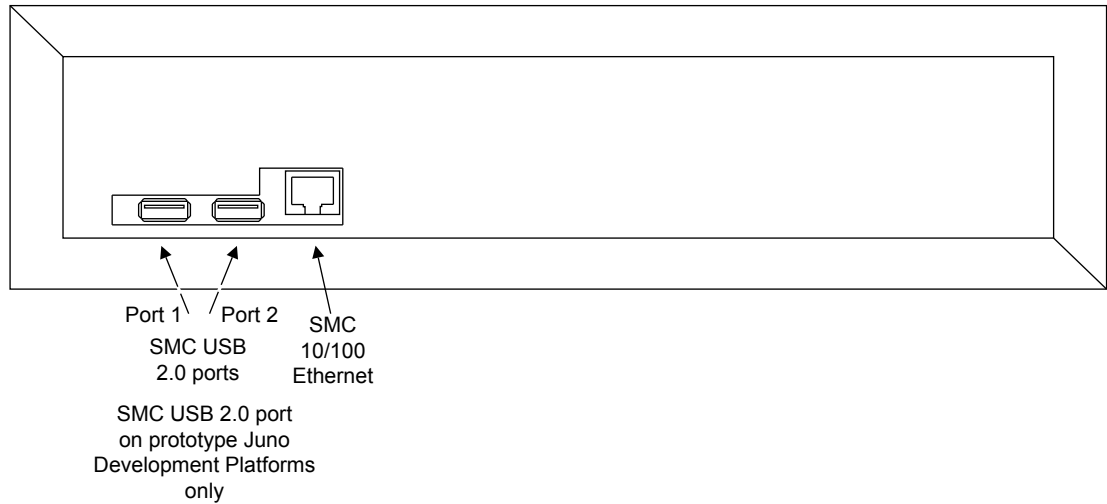 Port 1
Port 2
SMC USB
2.0 ports
SMC
10/100
Ethernet
SMC USB 2.0 port
on prototype Juno
Development Platforms
only